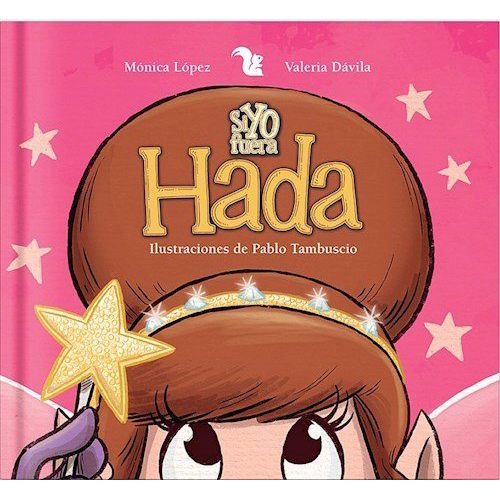 Mónica López
Valeria Dávila
Si Yo
fuera
Hada
Ilustraciones de Pablo Tambuscio